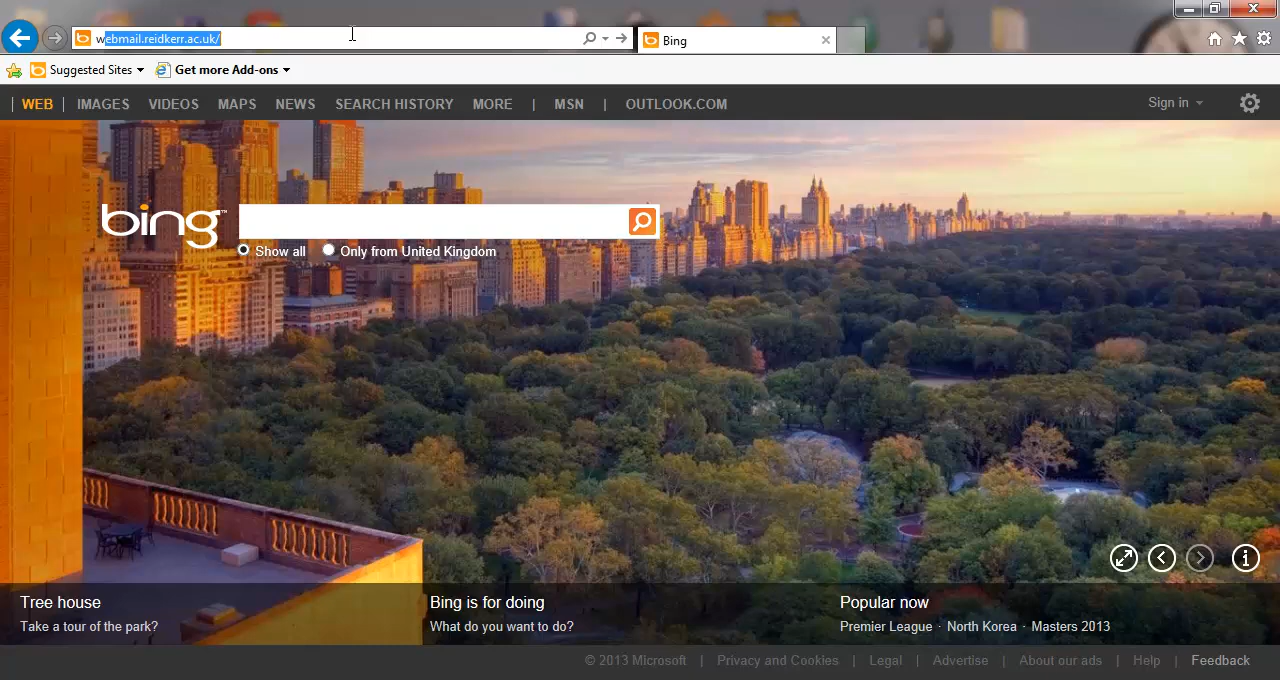 webmail.reidkerr.ac.uk/
Bing
Suggested Sites
Get more Add-ons
WEB IMAGES VIDEOS MAPS NEWS SEARCH HISTORY MORE | MSN | OUTLOOK.COM
Sign in
bing™
Show all Only from United Kingdom
Tree house
Take a tour of the park?
Bing is for doing
What do you want to do?
Popular now
Premier League · North Korea · Masters 2013
© 2013 Microsoft | Privacy and Cookies | Legal | Advertise | About our ads | Help | Feedback